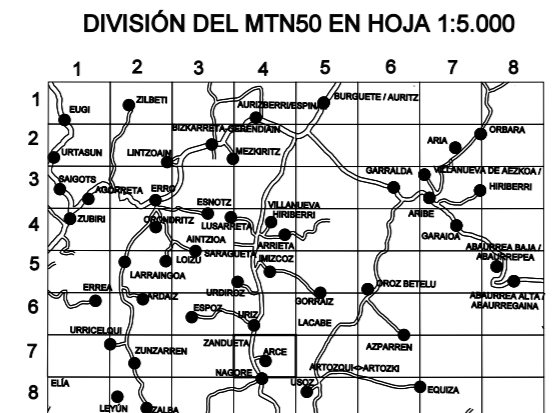 DIVISIÓN DEL MTN50 EN HOJA 1:5.000
1 2 3 4 5 6 7 8
1
ZILBETI
EUGI
AURIZBERRI/ESPINAL
BURGUETE / AURITZ
2
BIZKARRETA-GERENDIAIN
ORBARA
ARIA
URTASUN
LINTZOAIN
MEZKIRITZ
3
SAIGOTS
AGORRETA
ERRO
GARRALDA
VILLANUEVA DE AEZKOA /
HIRIBERRI
ARIBE
4
ZUBIRI
ORONDRITZ
ESNOTZ
LUSARRETA
VILLANUEVA
HIRIBERRI
GARAIOA
AINTZIOA
ARRIETA
ABAURREA BAJA /
ABAURREPEA
5
LARRAINGOA
LOIZU
SARAGUETA
IMIZCOZ
URDIROZ
GORRAIZ
OROZ BETELU
ABAURREA ALTA /
ABAURREGAINA
6
ERREA
ARDAIZ
ESPOZ
URIZ
LACABE
URRICELQUI
AZPARREN
7
ZUNZARREN
ZANDUETA
ARCE
NAGORE
ARTOZQUI<>ARTOZKI
8
ELÍA
LEYÚN
ZALBA
USOZ
EQUIZA